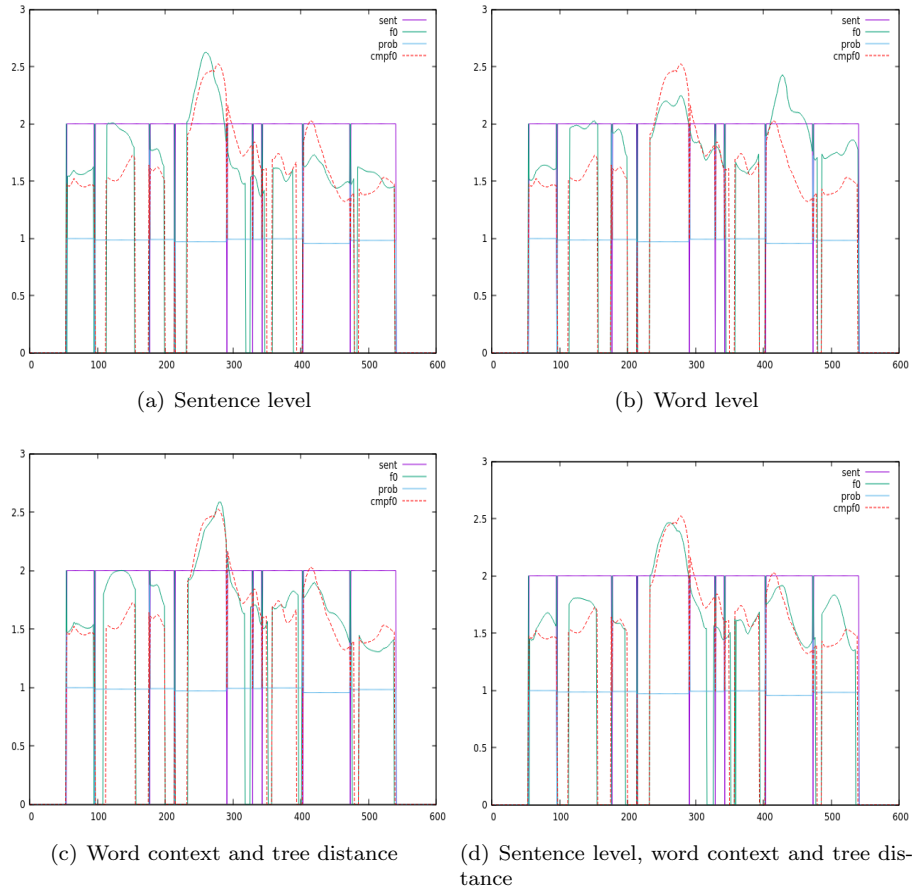 sent
f0
prob
cmpf0
3
2.5
2
1.5
1
0.5
0
0 100 200 300 400 500 600
(a) Sentence level
sent
f0
prob
cmpf0
3
2.5
2
1.5
1
0.5
0
0 100 200 300 400 500 600
(b) Word level
sent
f0
prob
cmpf0
3
2.5
2
1.5
1
0.5
0
0 100 200 300 400 500 600
(c) Word context and tree distance
sent
f0
prob
cmpf0
3
2.5
2
1.5
1
0.5
0
0 100 200 300 400 500 600
(d) Sentence level, word context and tree dis-
tance